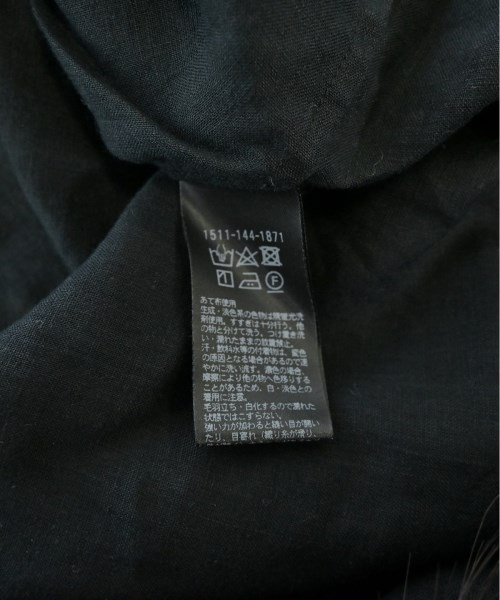 1511-144-1871
あて布使用
生成・淡色系の色物は無蛍光洗
剤使用。すすぎは十分行う。他
の物と分けて洗う。つけ置き洗
い・濡れたままの放置禁止。
汗・飲料水等の付着物は、変色
の原因となる場合があるので速
やかに洗い流す。濃色の場合、
摩擦により他の物へ色移りする
ことがあるため、白・淡色との
着用に注意。
毛羽立ち・白化するので濡れた
状態ではこすらない。
強い力が加わると縫い目が開い
たり、目寄れ（織り糸が滑り、